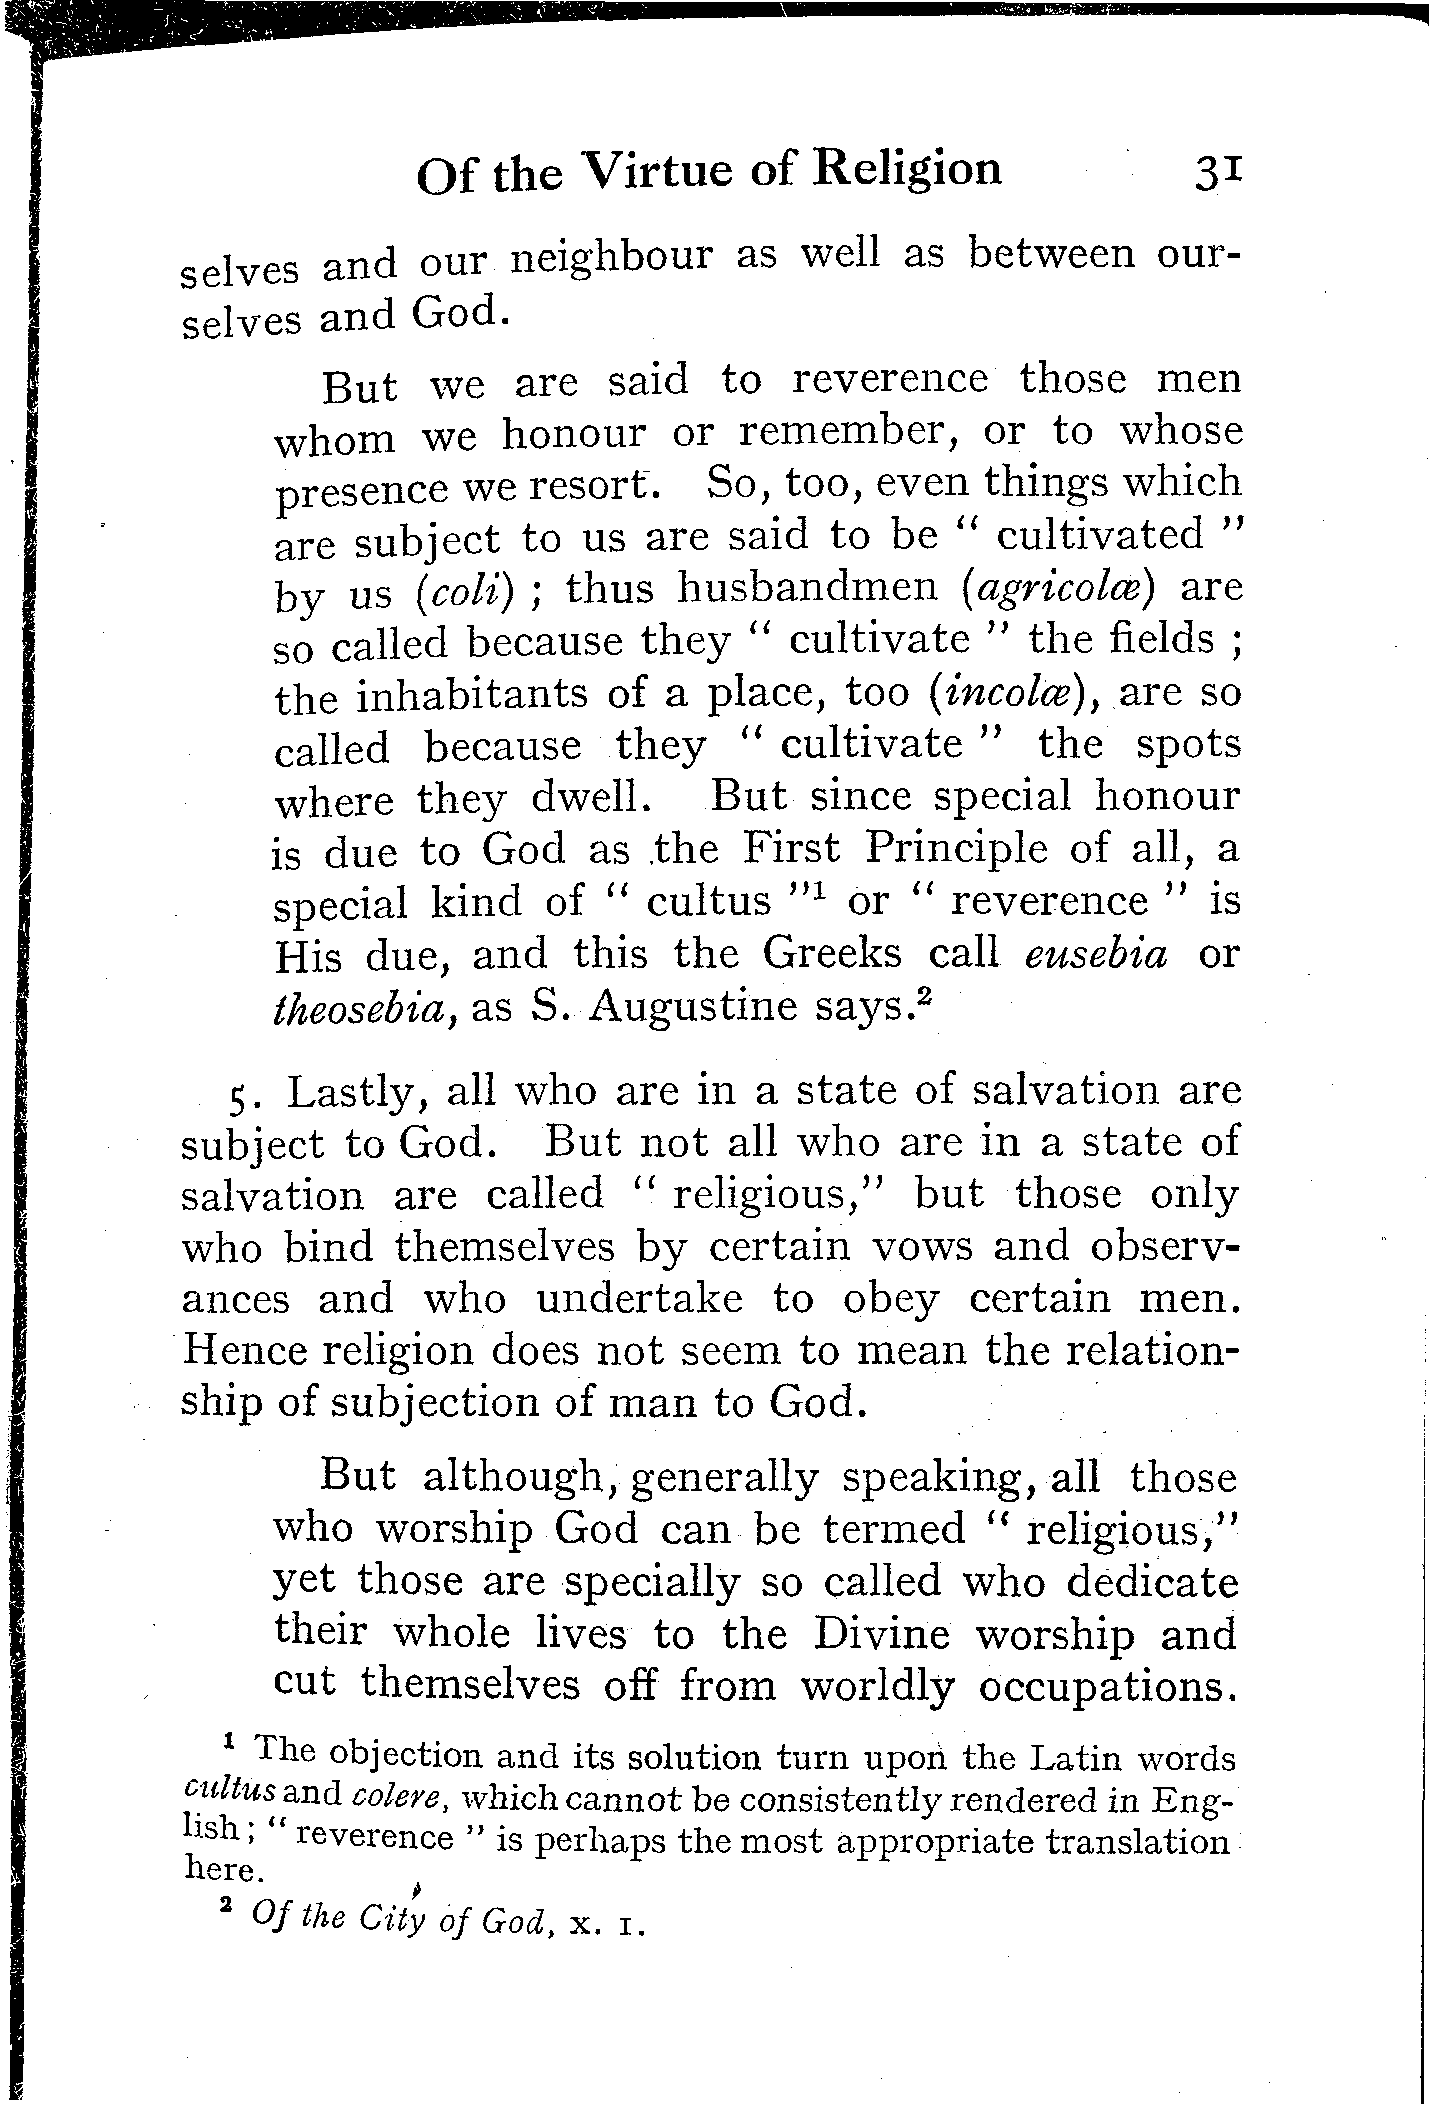 Of the Virtue of Religion 31
selves and our neighbour as well as between our-
selves and God.
But we are said to reverence those men
whom we honour or remember, or to whose
presence we resort. So, too, even things which
are subject to us are said to be “ cultivated ”
by us (coli) ; thus husbandmen (agricolæ) are
so called because they “ cultivate ” the fields ;
the inhabitants of a place, too (incolæ), are so
called because they “ cultivate ” the spots
where they dwell. But since special honour
is due to God as the First Principle of all, a
special kind of “ cultus ”¹ or “ reverence ” is
His due, and this the Greeks call eusebia or
theosebia, as S. Augustine says.²
5. Lastly, all who are in a state of salvation are
subject to God. But not all who are in a state of
salvation are called “ religious,” but those only
who bind themselves by certain vows and observ-
ances and who undertake to obey certain men.
Hence religion does not seem to mean the relation-
ship of subjection of man to God.
But although, generally speaking, all those
who worship God can be termed “ religious,”
yet those are specially so called who dedicate
their whole lives to the Divine worship and
cut themselves off from worldly occupations.
¹ The objection and its solution turn upon the Latin words
cultus and colere, which cannot be consistently rendered in Eng-
lish ; “ reverence ” is perhaps the most appropriate translation
here.
² Of the City of God, x. 1.